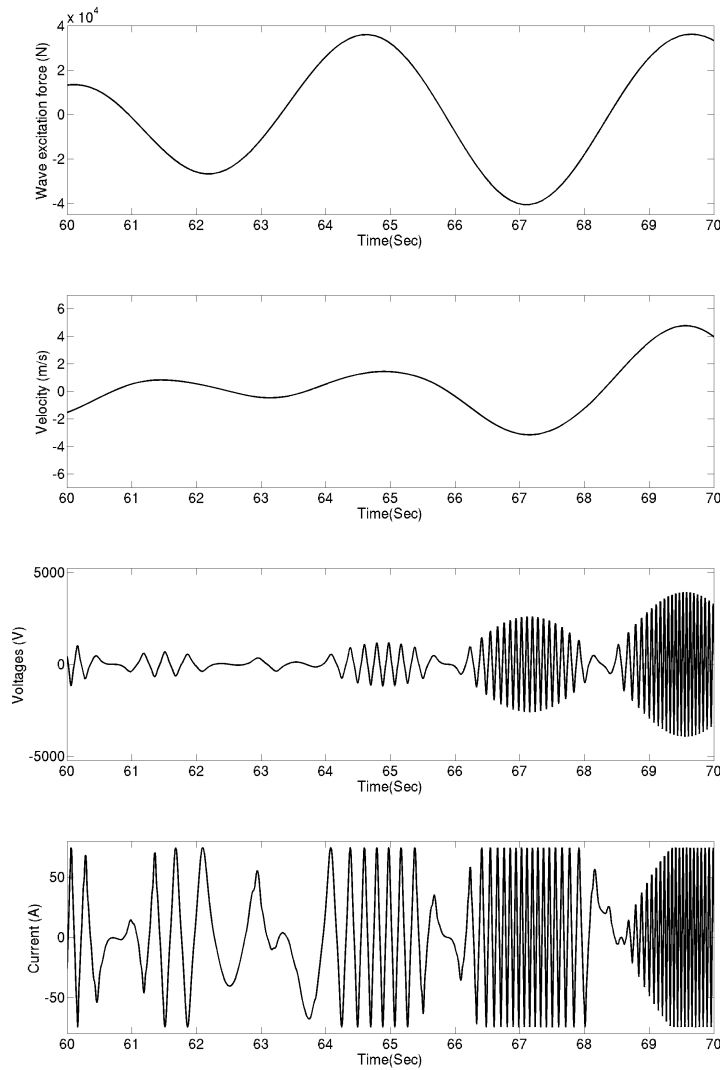 x 10^4
Wave excitation force (N)
4
2
0
-2
-4
60 61 62 63 64 65 66 67 68 69 70
Time(Sec)
Velocity (m/s)
6
4
2
0
-2
-4
-6
60 61 62 63 64 65 66 67 68 69 70
Time(Sec)
Voltages (V)
5000
0
-5000
60 61 62 63 64 65 66 67 68 69 70
Time(Sec)
Current (A)
50
0
-50
60 61 62 63 64 65 66 67 68 69 70
Time(Sec)